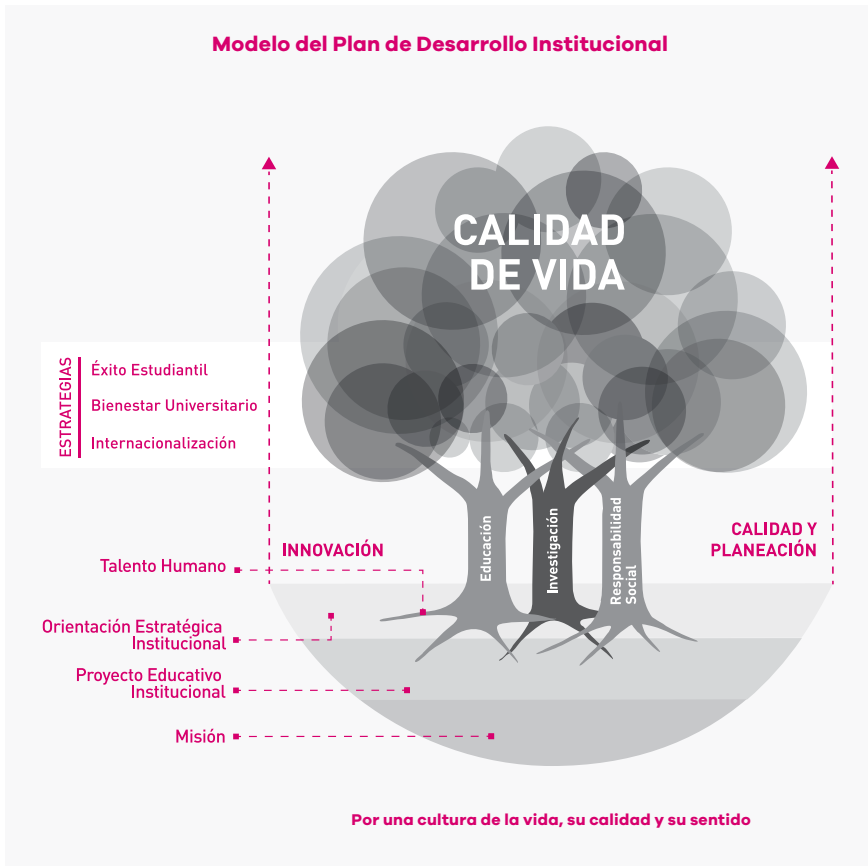 Modelo del Plan de Desarrollo Institucional
CALIDAD
DE VIDA
ESTRATEGIAS
Éxito Estudiantil
Bienestar Universitario
Internacionalización
Educación
Investigación
Responsabilidad
Social
INNOVACIÓN
CALIDAD Y
PLANEACIÓN
Talento Humano
Orientación Estratégica
Institucional
Proyecto Educativo
Institucional
Misión
Por una cultura de la vida, su calidad y su sentido